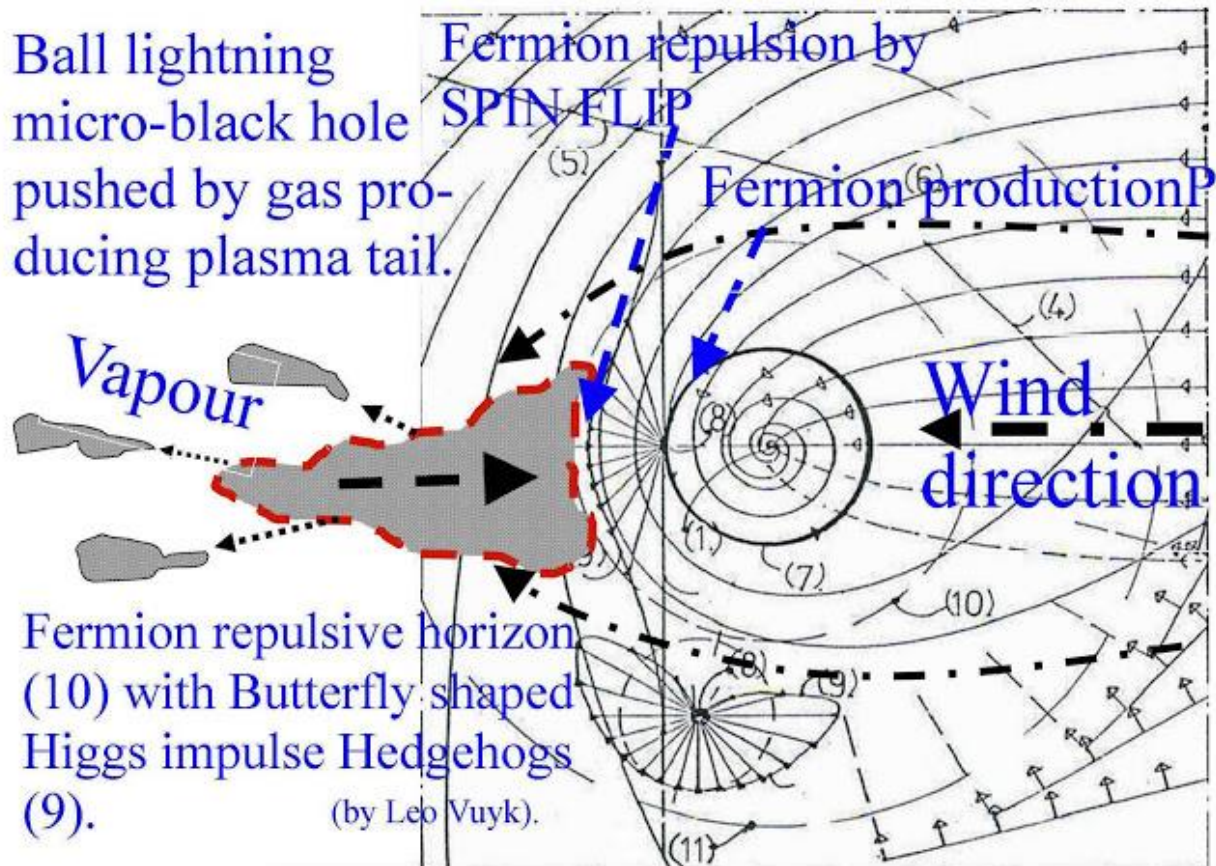 Ball lightning
micro-black hole
pushed by gas pro-
ducing plasma tail.
Fermion repulsion by
SPIN FLIP
(5)
(6)
Fermion productionP
(4)
Vapour
Wind
direction
(8)
(1.)
(7)
(10)
Fermion repulsive horizon
(10) with Butterfly shaped
Higgs impulse Hedgehogs
(9).
(by Leo Vuyk).
(8)
(9)
(11)